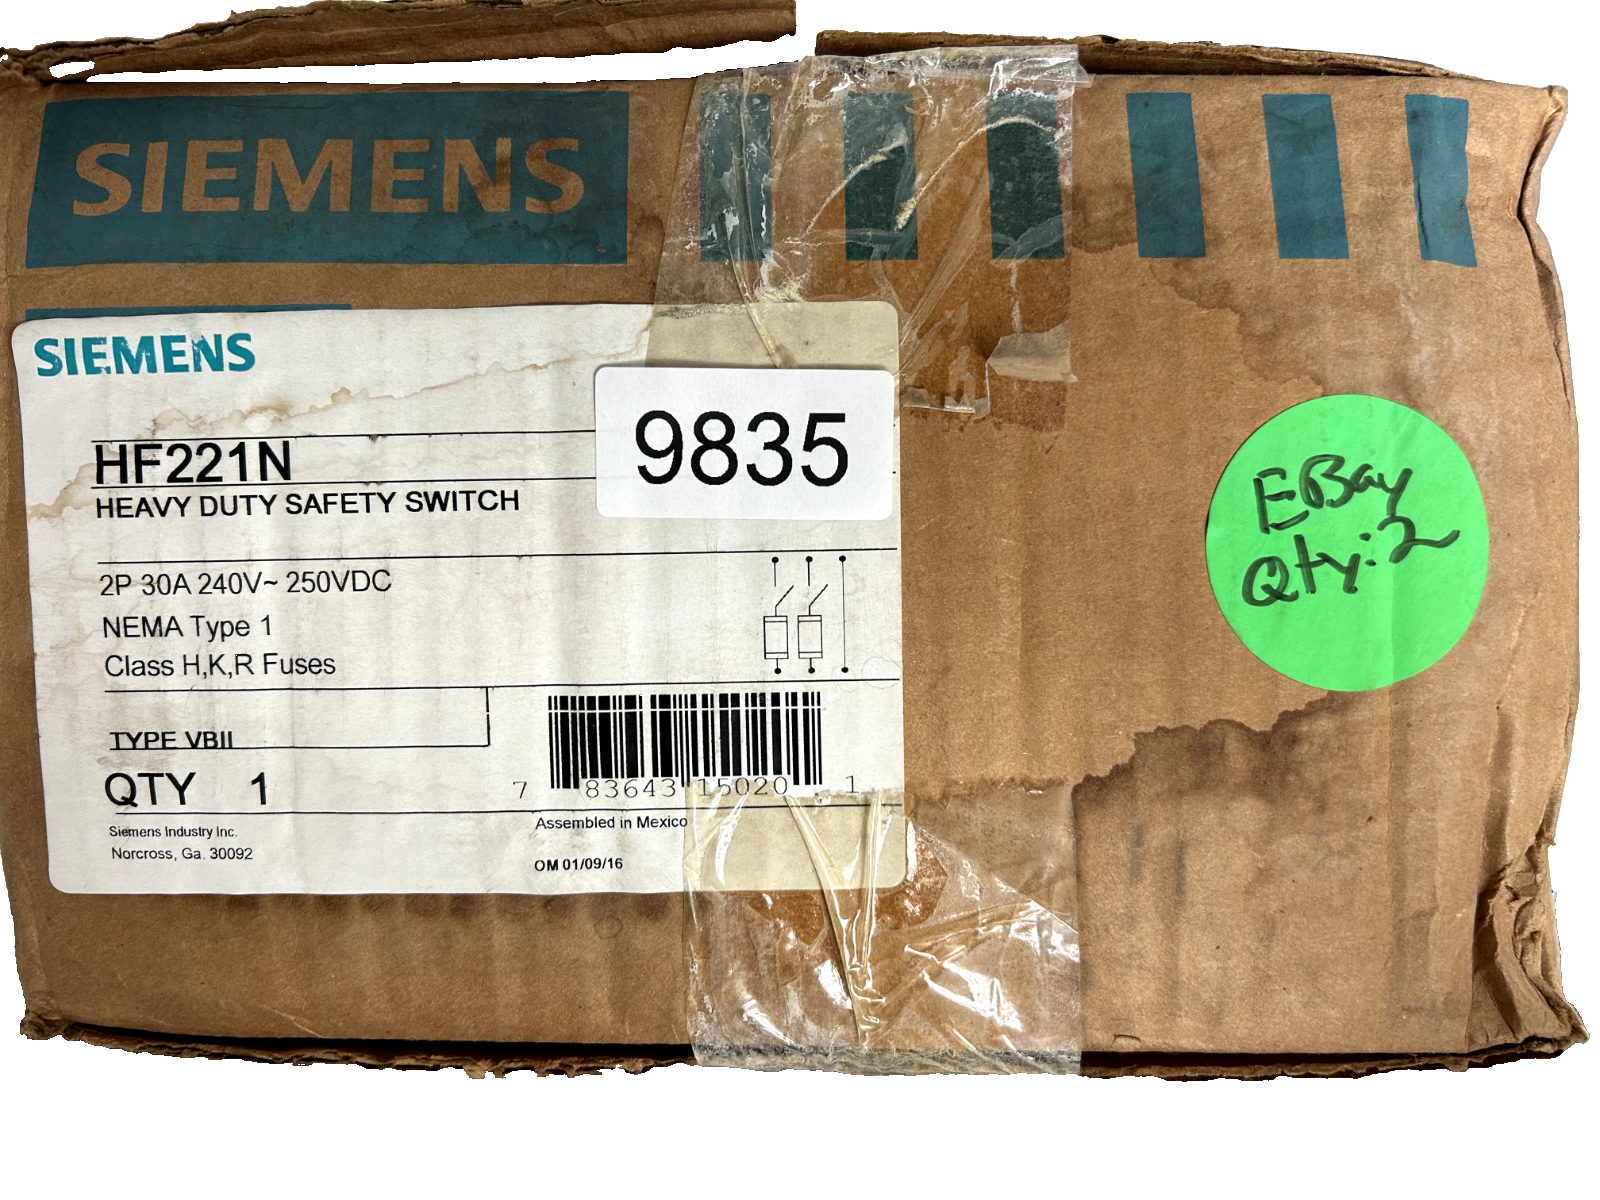 SIEMENS
SIEMENS
HF221N
9835
HEAVY DUTY SAFETY SWITCH
2P 30A 240V~ 250VDC
NEMA Type 1
Class H,K,R Fuses
TYPE VBII
QTY 1
7 83643 15020 1
Siemens Industry Inc.
Norcross, Ga. 30092
Assembled in Mexico
OM 01/09/16
EBay
Qty:2